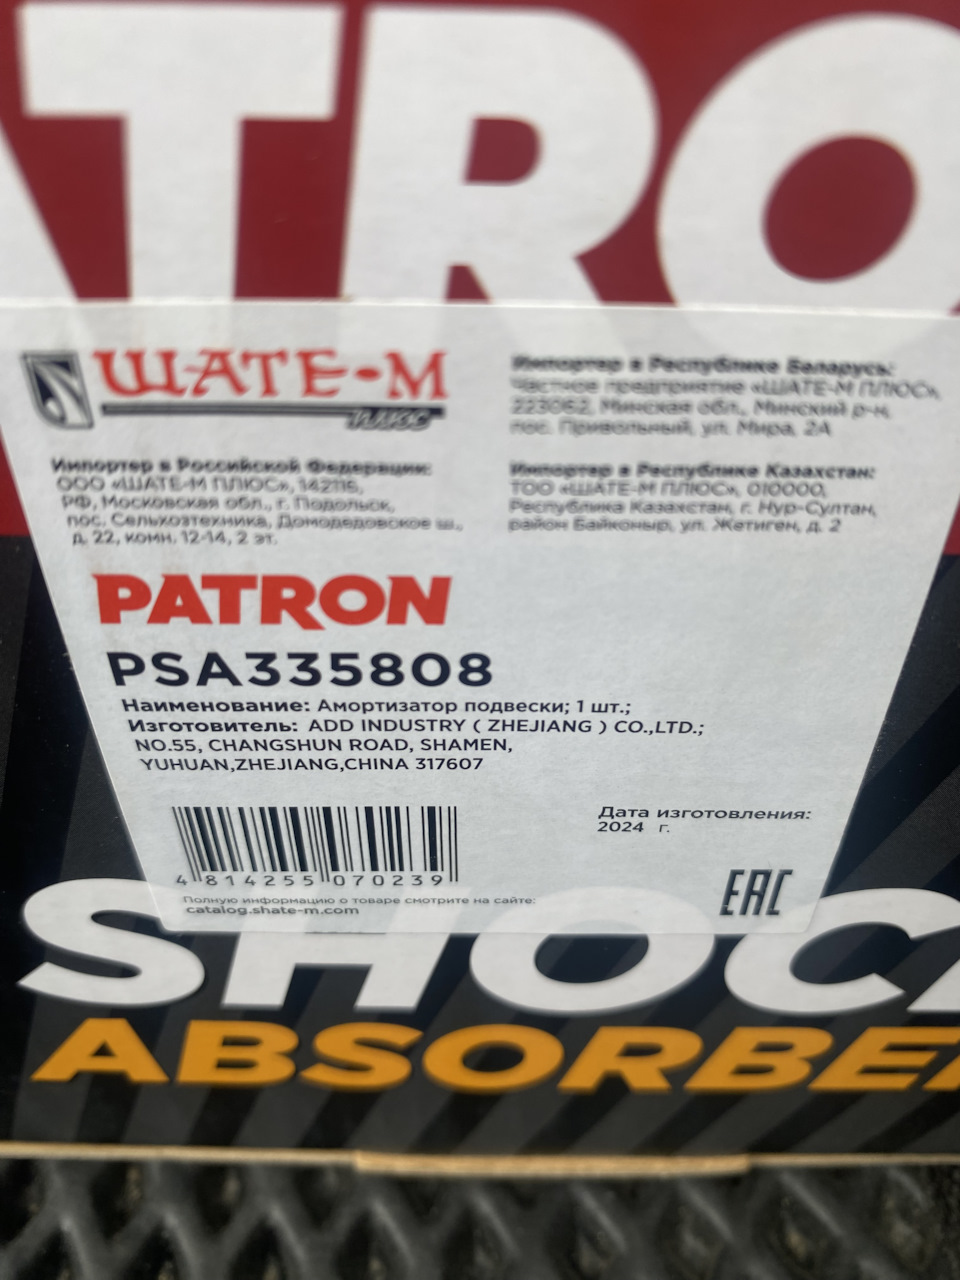 ATRO
ШАТЕ-М
ПЛЮС
Импортер в Российской Федерации:
ООО «ШАТЕ-М ПЛЮС», 142116,
РФ, Московская обл., г. Подольск,
пос. Сельхозтехника, Домодедовское ш.,
д. 22, комн. 12-14, 2 эт.
Импортер в Республике Беларусь:
Частное предприятие «ШАТЕ-М ПЛЮС»,
223062, Минская обл., Минский р-н,
пос. Привольный, ул. Мира, 2А
Импортер в Республике Казахстан:
ТОО «ШАТЕ-М ПЛЮС», 010000,
Республика Казахстан, г. Нур-Султан,
район Байконыр, ул. Жетиген, д. 2
PATRON
PSA335808
Наименование: Амортизатор подвески; 1 шт.;
Изготовитель: ADD INDUSTRY ( ZHEJIANG ) CO.,LTD.;
NO.55, CHANGSHUN ROAD, SHAMEN,
YUHUAN,ZHEJIANG,CHINA 317607
Дата изготовления:
2024 г.
4 814255 070239
Полную информацию о товаре смотрите на сайте:
catalog.shate-m.com
EAC
SHOC
ABSORBE